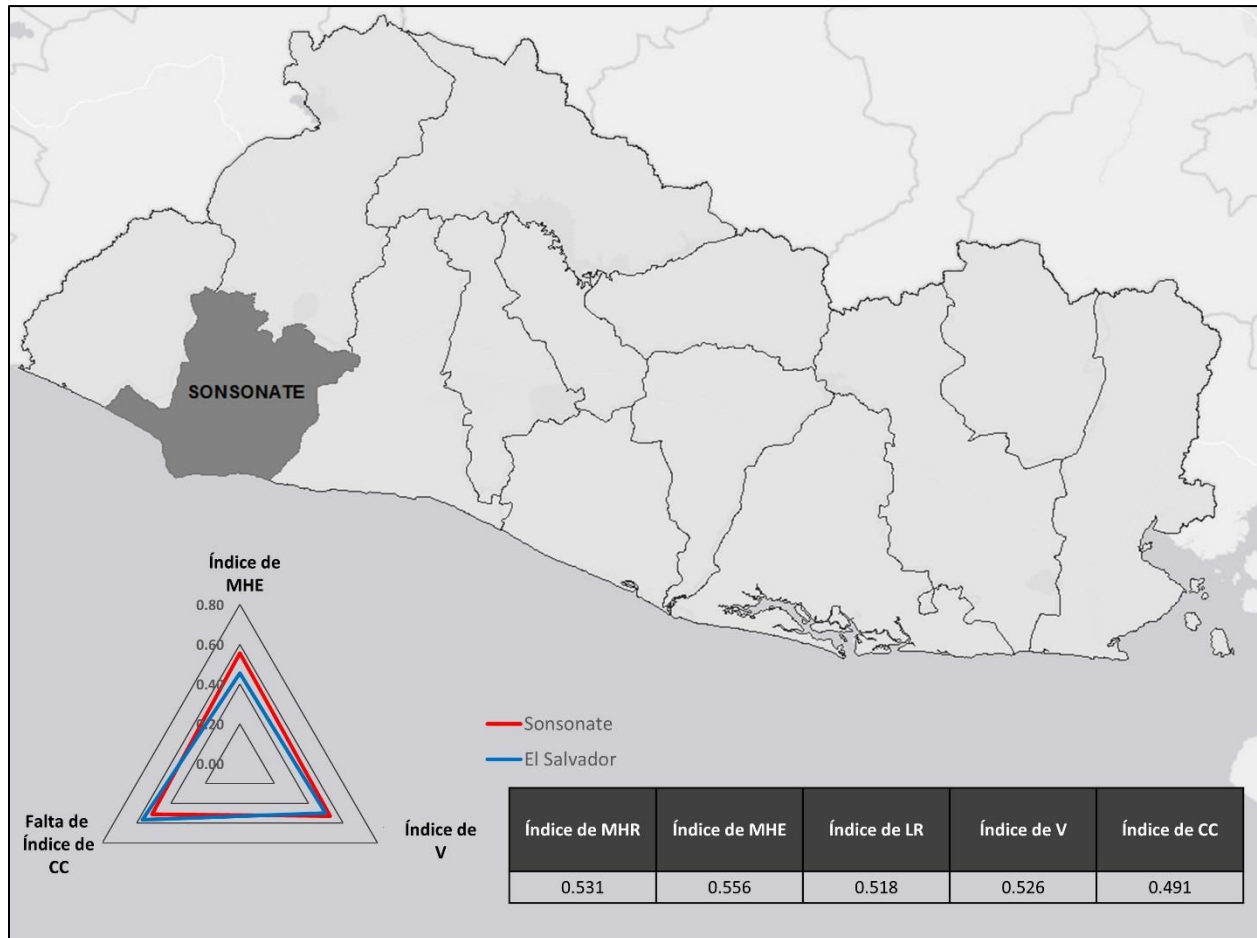 SONSONATE
Índice de
MHE
0.80
0.60
0.40
0.20
0.00
Falta de
Índice de
CC
Índice de
V
Sonsonate
El Salvador
Índice de MHR Índice de MHE Índice de LR Índice de V Índice de CC
0.531 0.556 0.518 0.526 0.491